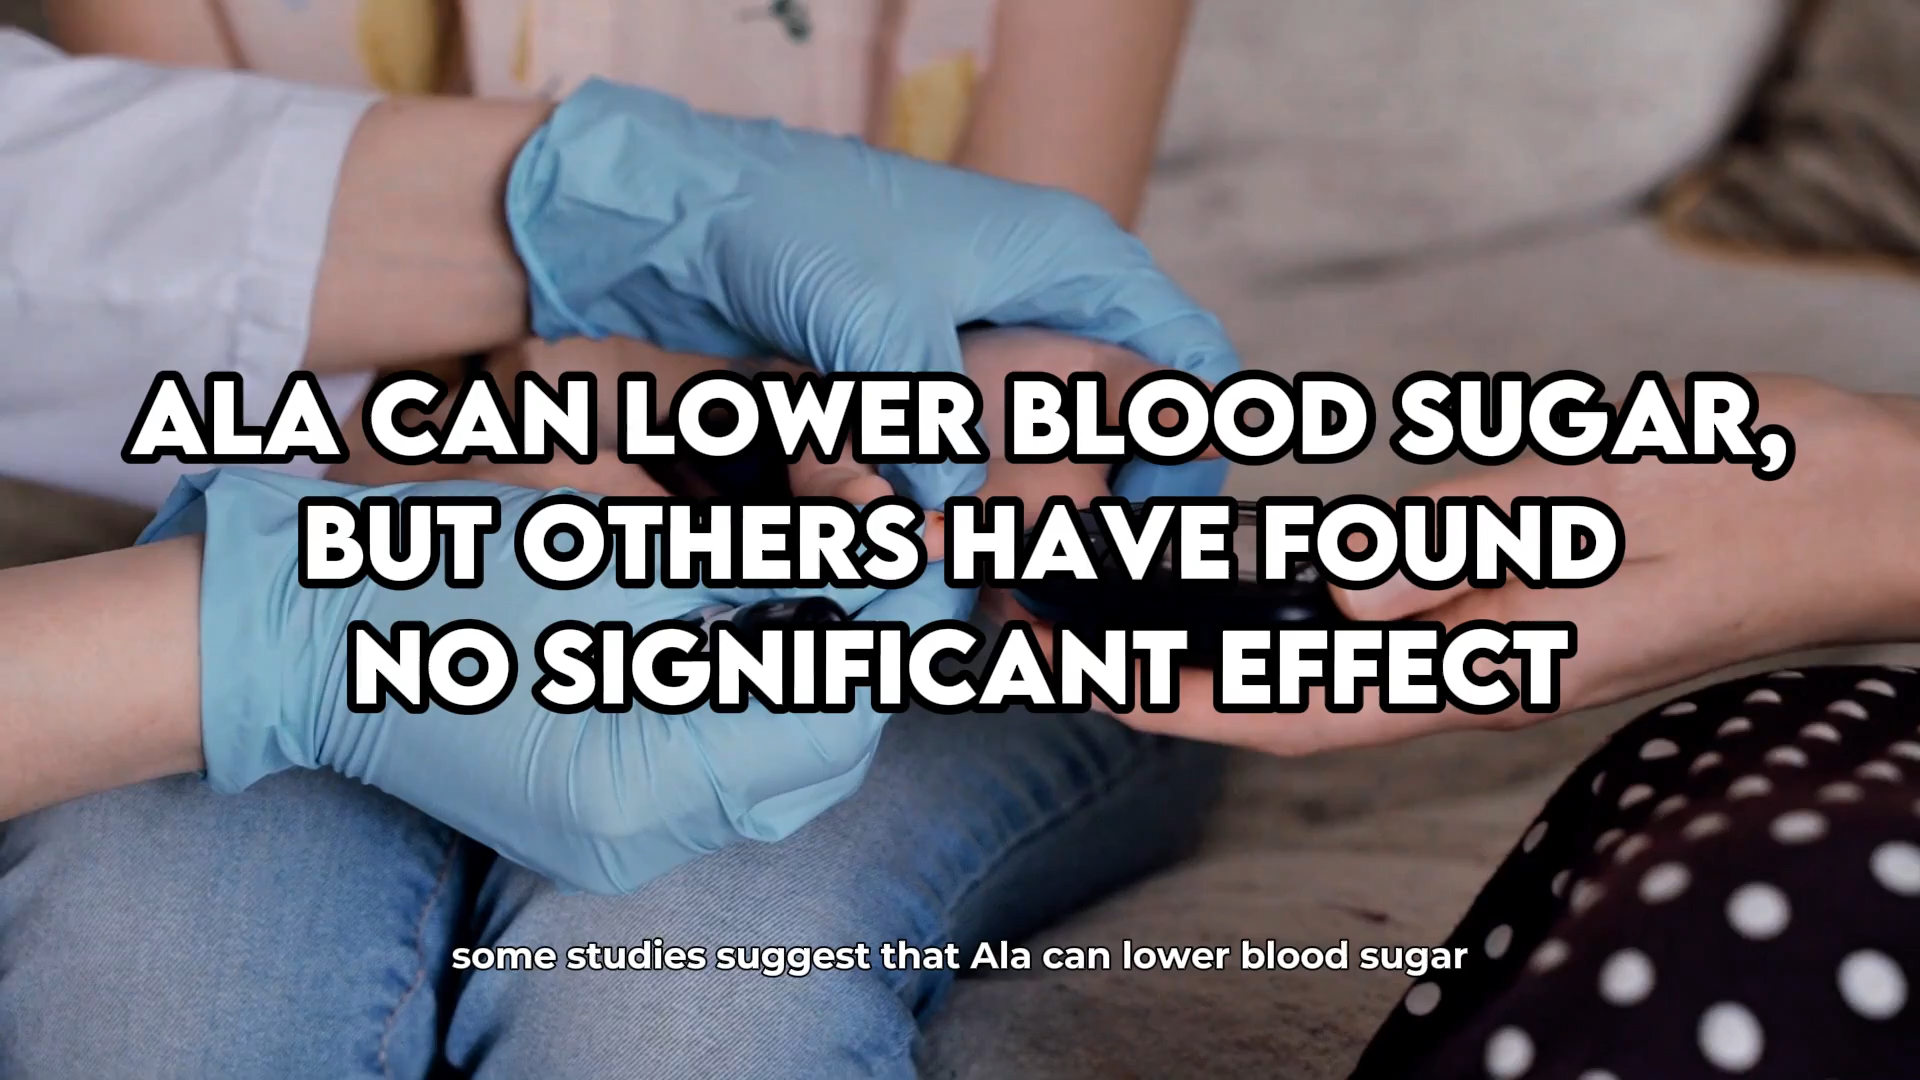 ALA CAN LOWER BLOOD SUGAR,
BUT OTHERS HAVE FOUND
NO SIGNIFICANT EFFECT
some studies suggest that Ala can lower blood sugar